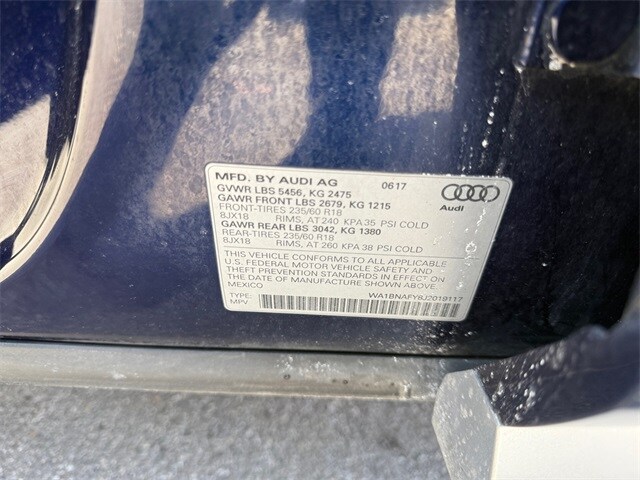 MFD. BY AUDI AG 0617
GVWR LBS 5456, KG 2475
GAWR FRONT LBS 2679, KG 1215
FRONT-TIRES 235/60 R18
8JX18 RIMS, AT 240 KPA 35 PSI COLD
GAWR REAR LBS 3042, KG 1380
REAR-TIRES 235/60 R18
8JX18 RIMS, AT 260 KPA 38 PSI COLD
Audi
THIS VEHICLE CONFORMS TO ALL APPLICABLE
U.S. FEDERAL MOTOR VEHICLE SAFETY AND
THEFT PREVENTION STANDARDS IN EFFECT ON
THE DATE OF MANUFACTURE SHOWN ABOVE.
MEXICO
TYPE: WA1BNAFY8J2019117
MPV